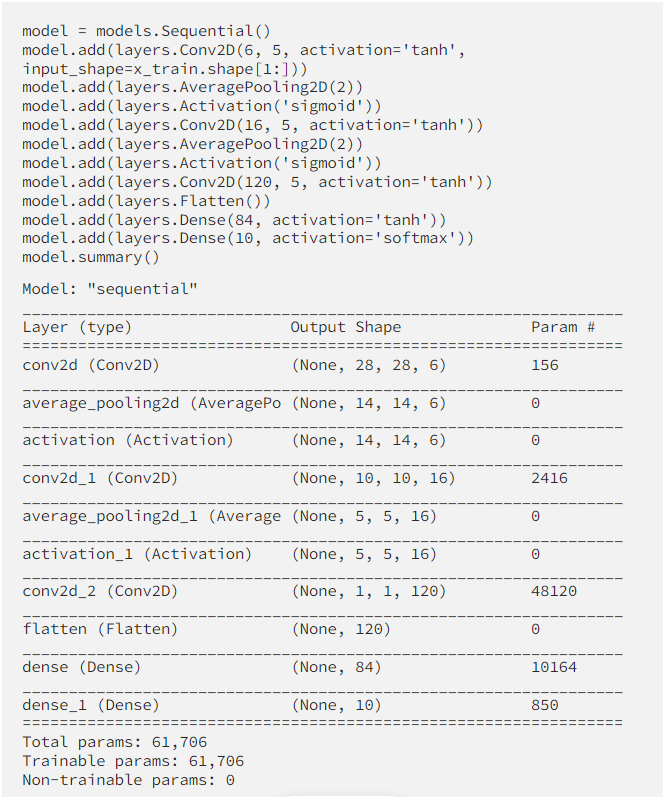 model = models.Sequential()
model.add(layers.Conv2D(6, 5, activation='tanh',
input_shape=x_train.shape[1:]))
model.add(layers.AveragePooling2D(2))
model.add(layers.Activation('sigmoid'))
model.add(layers.Conv2D(16, 5, activation='tanh'))
model.add(layers.AveragePooling2D(2))
model.add(layers.Activation('sigmoid'))
model.add(layers.Conv2D(120, 5, activation='tanh'))
model.add(layers.Flatten())
model.add(layers.Dense(84, activation='tanh'))
model.add(layers.Dense(10, activation='softmax'))
model.summary()
Model: "sequential"
_________________________________________________________________
Layer (type)                 Output Shape              Param #
=================================================================
conv2d (Conv2D)              (None, 28, 28, 6)         156
_________________________________________________________________
average_pooling2d (AveragePo (None, 14, 14, 6)         0
_________________________________________________________________
activation (Activation)      (None, 14, 14, 6)         0
_________________________________________________________________
conv2d_1 (Conv2D)            (None, 10, 10, 16)        2416
_________________________________________________________________
average_pooling2d_1 (Average (None, 5, 5, 16)          0
_________________________________________________________________
activation_1 (Activation)    (None, 5, 5, 16)          0
_________________________________________________________________
conv2d_2 (Conv2D)            (None, 1, 1, 120)         48120
_________________________________________________________________
flatten (Flatten)            (None, 120)               0
_________________________________________________________________
dense (Dense)                (None, 84)                10164
_________________________________________________________________
dense_1 (Dense)              (None, 10)                850
=================================================================
Total params: 61,706
Trainable params: 61,706
Non-trainable params: 0